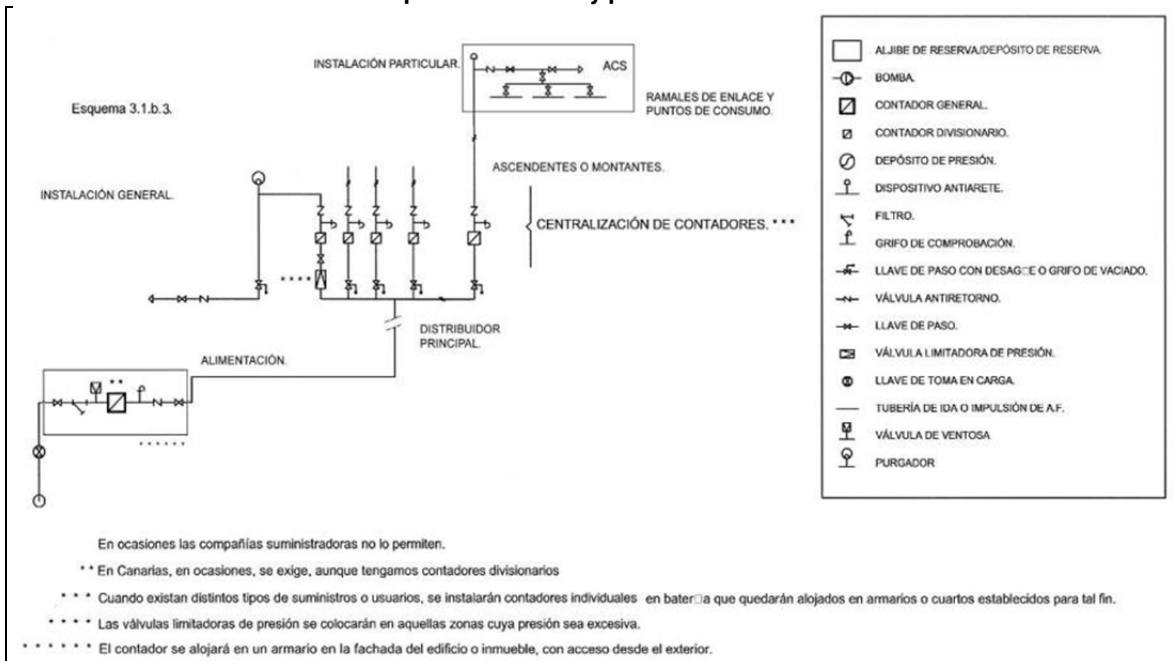 INSTALACIÓN PARTICULAR.
ACS
Esquema 3.1.b.3.
RAMALES DE ENLACE Y
PUNTOS DE CONSUMO.
ASCENDENTES O MONTANTES.
INSTALACIÓN GENERAL.
CENTRALIZACIÓN DE CONTADORES. * * *
* * * *
DISTRIBUIDOR
PRINCIPAL.
ALIMENTACIÓN.
* *
* * * * * *
ALJIBE DE RESERVA/DEPÓSITO DE RESERVA.
BOMBA.
CONTADOR GENERAL.
CONTADOR DIVISIONARIO.
DEPÓSITO DE PRESIÓN.
DISPOSITIVO ANTIARETE.
FILTRO.
GRIFO DE COMPROBACIÓN.
LLAVE DE PASO CON DESAG□E O GRIFO DE VACIADO.
VÁLVULA ANTIRETORNO.
LLAVE DE PASO.
VÁLVULA LIMITADORA DE PRESIÓN.
LLAVE DE TOMA EN CARGA.
TUBERÍA DE IDA O IMPULSIÓN DE A.F.
VÁLVULA DE VENTOSA
PURGADOR
En ocasiones las compañías suministradoras no lo permiten.
* * En Canarias, en ocasiones, se exige, aunque tengamos contadores divisionarios
* * * Cuando existan distintos tipos de suministros o usuarios, se instalarán contadores individuales en bater□a que quedarán alojados en armarios o cuartos establecidos para tal fin.
* * * * Las válvulas limitadoras de presión se colocarán en aquellas zonas cuya presión sea excesiva.
* * * * * * El contador se alojará en un armario en la fachada del edificio o inmueble, con acceso desde el exterior.